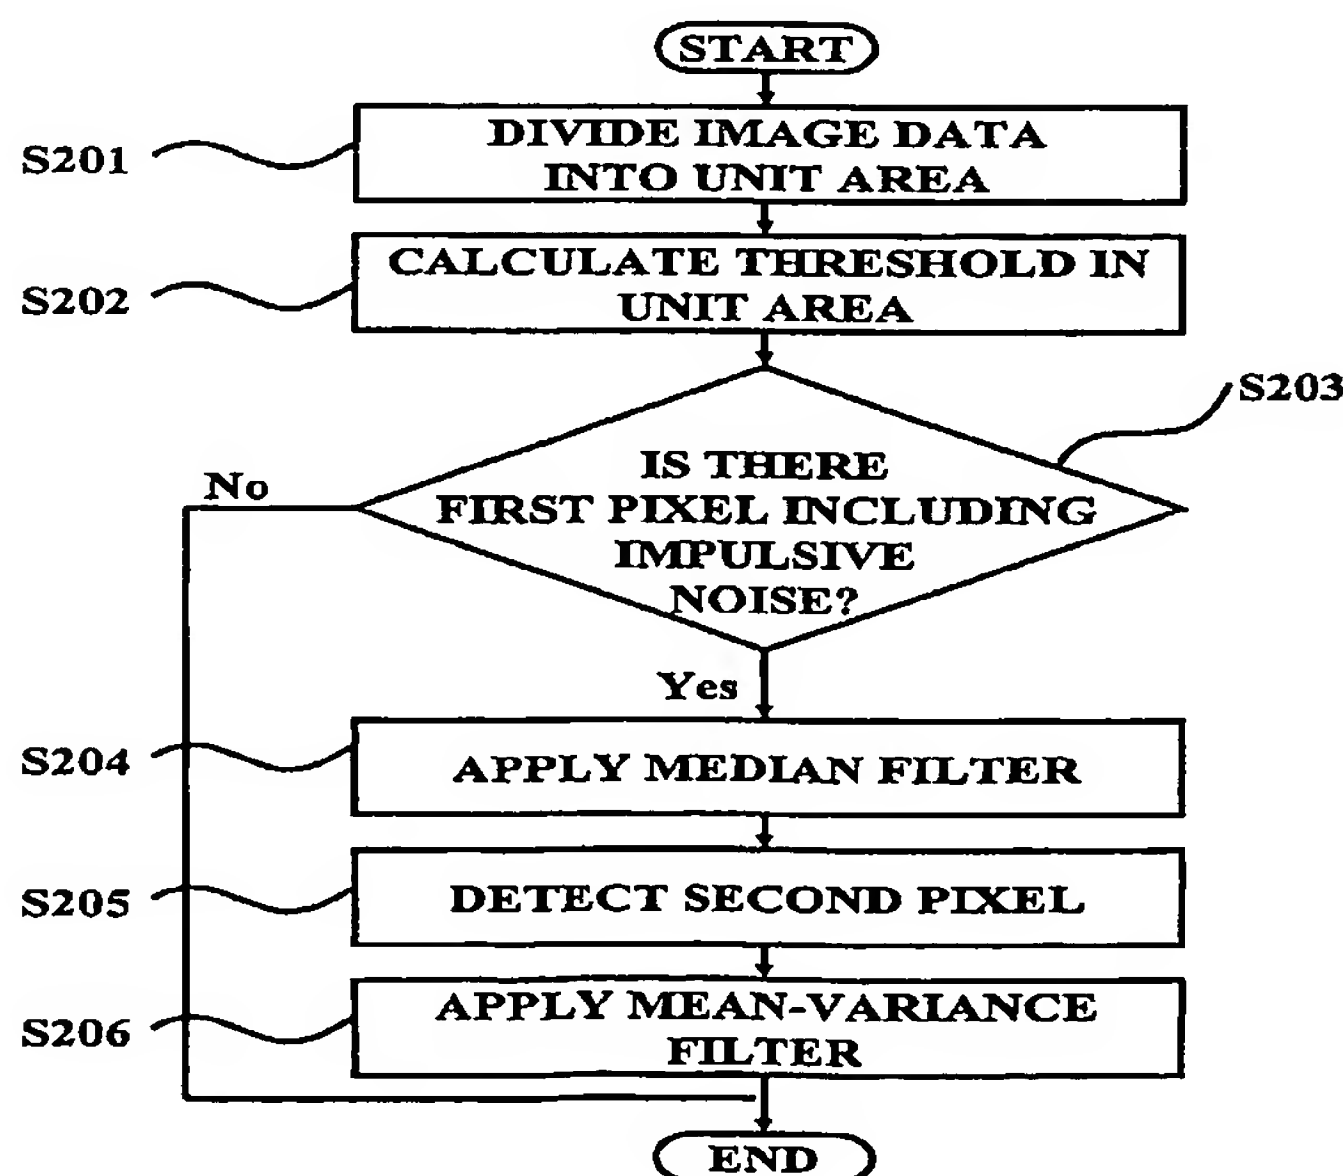 START
S201
DIVIDE IMAGE DATA
INTO UNIT AREA
S202
CALCULATE THRESHOLD IN
UNIT AREA
S203
IS THERE
FIRST PIXEL INCLUDING
IMPULSIVE
NOISE?
No
Yes
S204
APPLY MEDIAN FILTER
S205
DETECT SECOND PIXEL
S206
APPLY MEAN-VARIANCE
FILTER
END